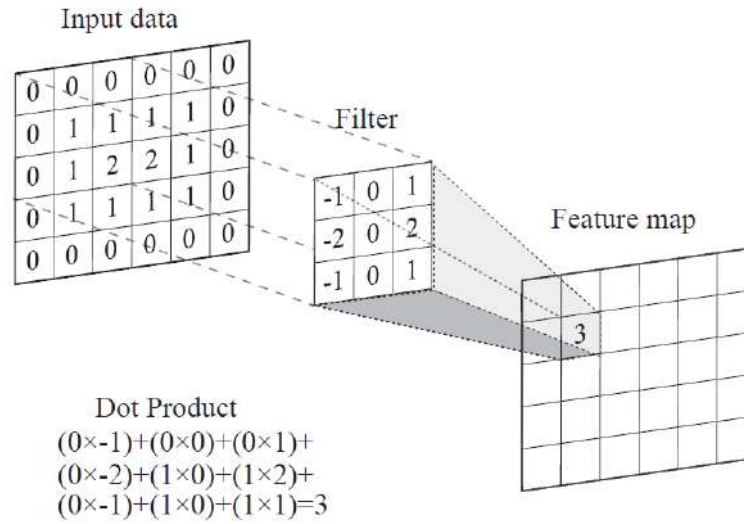 Input data
0 0 0 0 0 0
0 1 1 1 1 0
0 1 2 2 1 0
0 1 1 1 1 0
0 0 0 0 0 0
Filter
-1 0 1
-2 0 2
-1 0 1
Feature map
3
Dot Product
(0×-1)+(0×0)+(0×1)+
(0×-2)+(1×0)+(1×2)+
(0×-1)+(1×0)+(1×1)=3